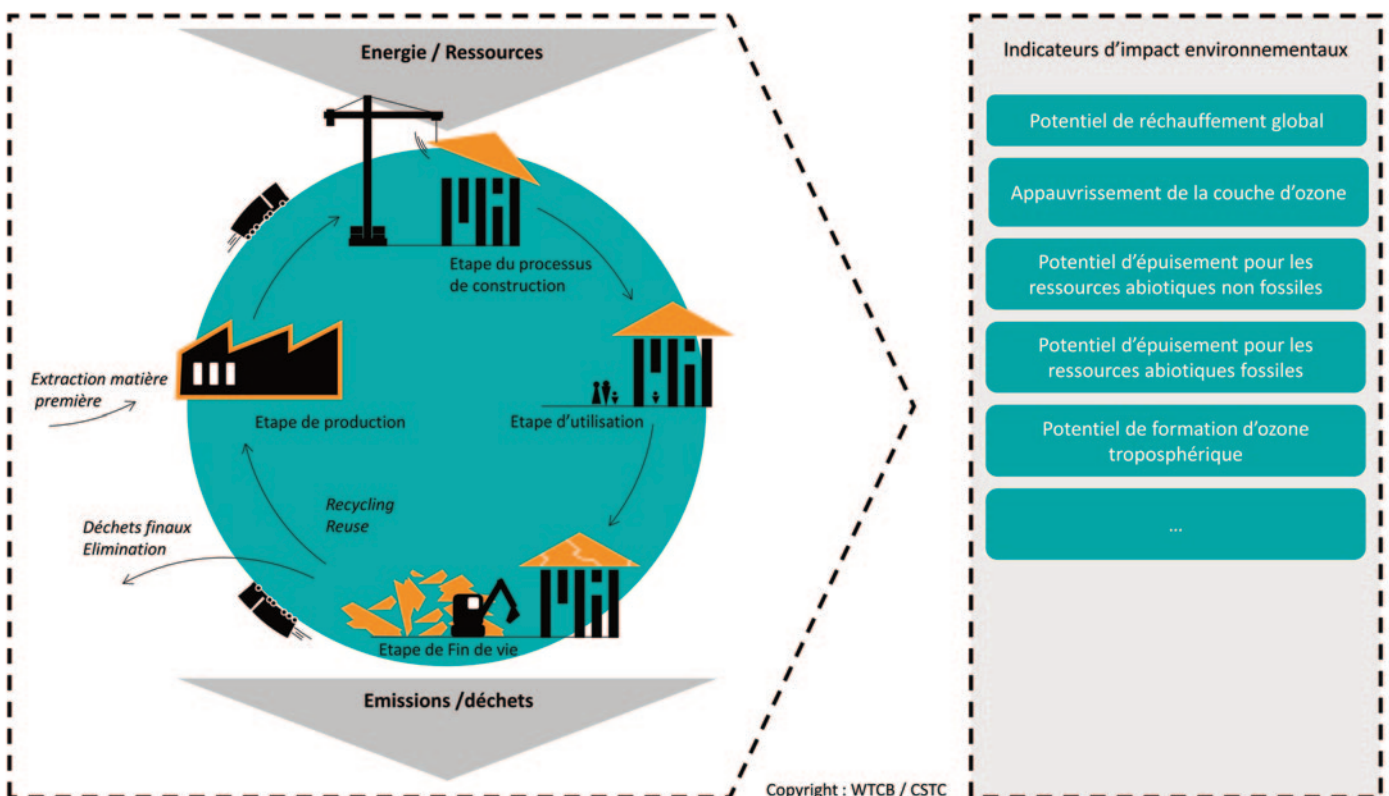 Energie / Ressources
Etape du processus
de construction
Extraction matière
première
Etape de production
Etape d'utilisation
Recycling
Reuse
Déchets finaux
Elimination
Etape de Fin de vie
Emissions /déchets
Copyright : WTCB / CSTC
Indicateurs d'impact environnementaux
Potentiel de réchauffement global
Appauvrissement de la couche d'ozone
Potentiel d'épuisement pour les
ressources abiotiques non fossiles
Potentiel d'épuisement pour les
ressources abiotiques fossiles
Potentiel de formation d'ozone
troposphérique
...